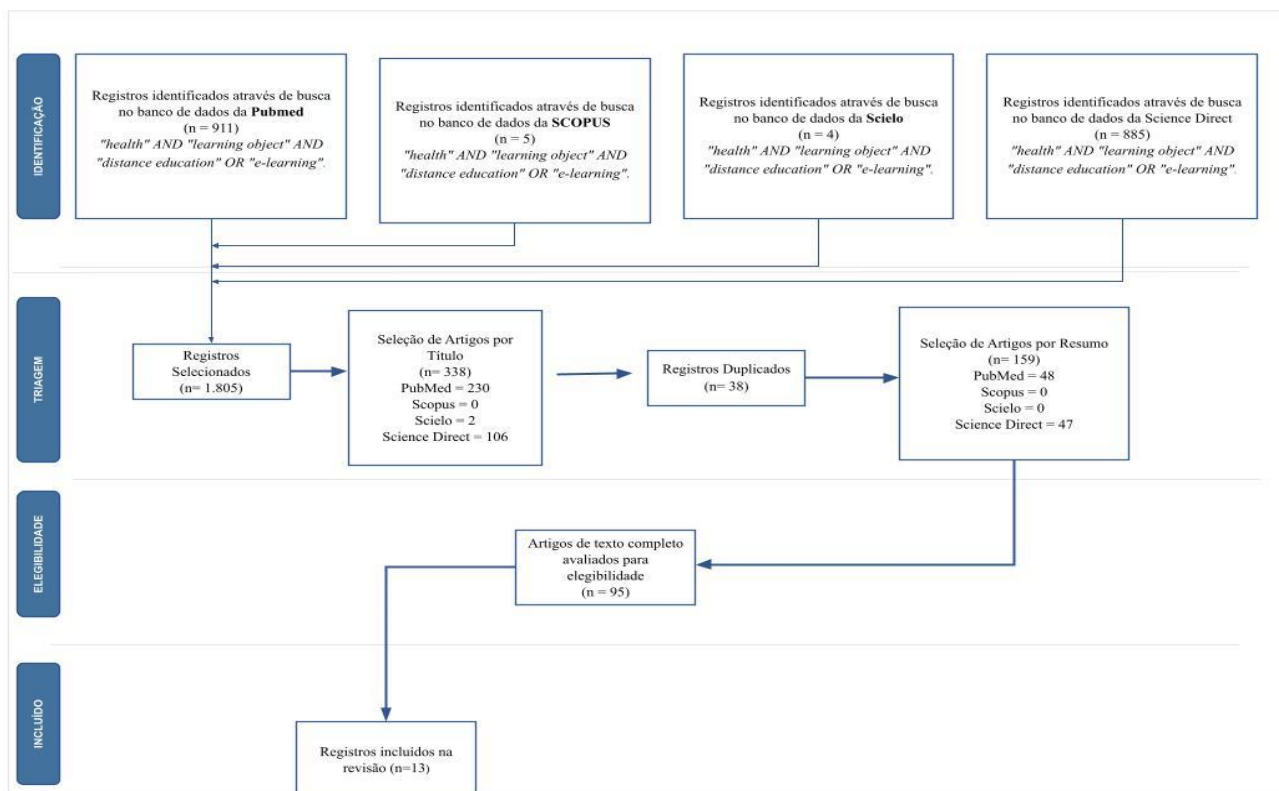 IDENTIFICAÇÃO
Registros identificados através de busca
no banco de dados da Pubmed
(n = 911)
"health" AND "learning object" AND
"distance education" OR "e-learning".
Registros identificados através de busca
no banco de dados da SCOPUS
(n = 5)
"health" AND "learning object" AND
"distance education" OR "e-learning".
Registros identificados através de busca
no banco de dados da Scielo
(n = 4)
"health" AND "learning object" AND
"distance education" OR "e-learning".
Registros identificados através de busca
no banco de dados da Science Direct
(n = 885)
"health" AND "learning object" AND
"distance education" OR "e-learning".
TRIAGEM
Registros
Selecionados
(n= 1.805)
Seleção de Artigos por
Título
(n = 338)
PubMed = 230
Scopus = 0
Scielo = 2
Science Direct = 106
Registros Duplicados
(n= 38)
Seleção de Artigos por Resumo
(n= 159)
PubMed = 48
Scopus = 0
Scielo = 0
Science Direct = 47
ELEGIBILIDADE
Artigos de texto completo
avaliados para
elegibilidade
(n = 95)
INCLUÍDO
Registros incluídos na
revisão (n=13)